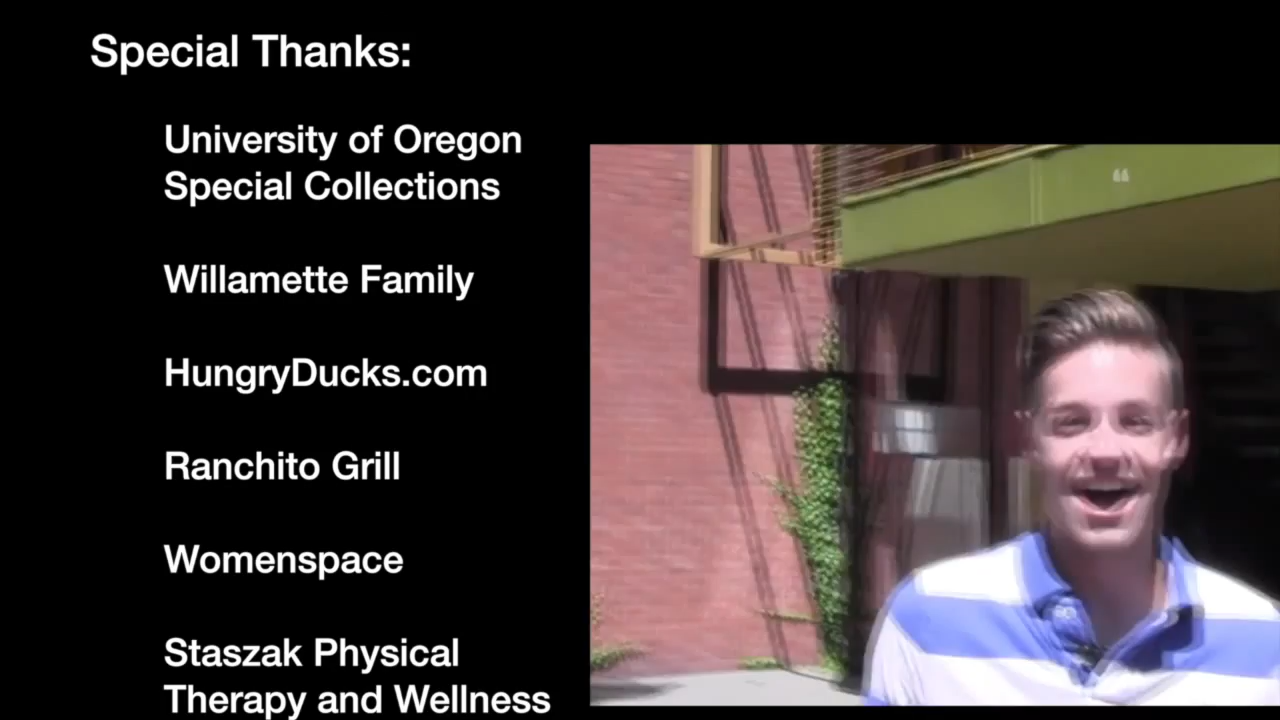 Special Thanks:
University of Oregon
Special Collections
Willamette Family
HungryDucks.com
Ranchito Grill
Womenspace
Staszak Physical
Therapy and Wellness
“